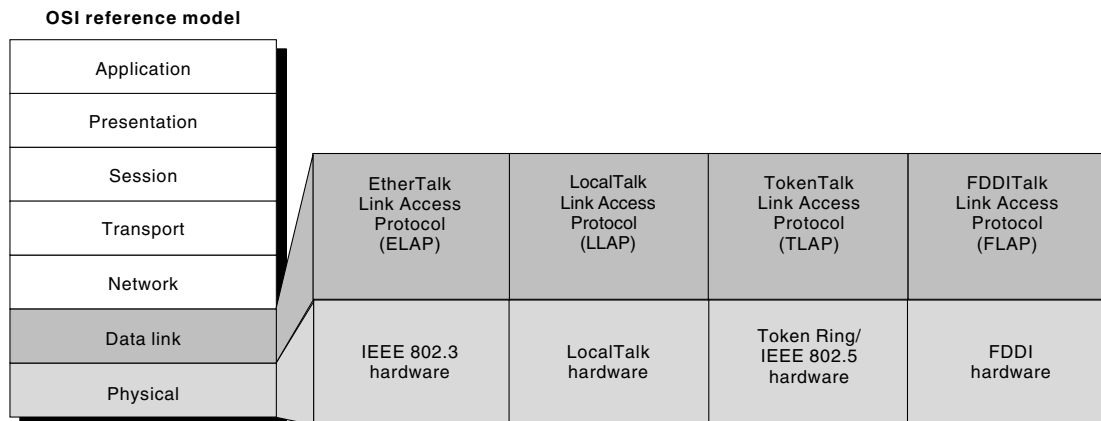 OSI reference model
Application
Presentation
Session
Transport
Network
Data link
Physical
EtherTalk
Link Access
Protocol
(ELAP)
LocalTalk
Link Access
Protocol
(LLAP)
TokenTalk
Link Access
Protocol
(TLAP)
FDDITalk
Link Access
Protocol
(FLAP)
IEEE 802.3
hardware
LocalTalk
hardware
Token Ring/
IEEE 802.5
hardware
FDDI
hardware